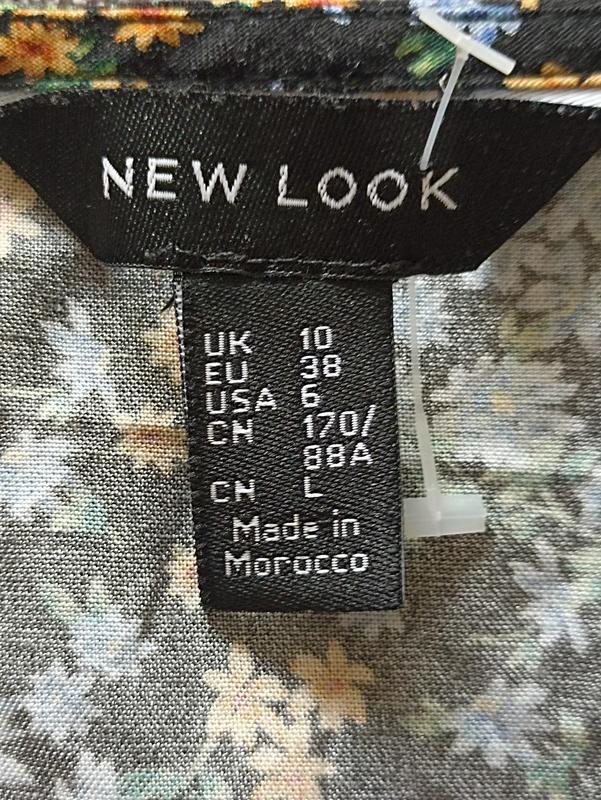 NEW LOOK
UK 10
EU 38
USA 6
CN 170/
88A
CN L
Made in
Morocco